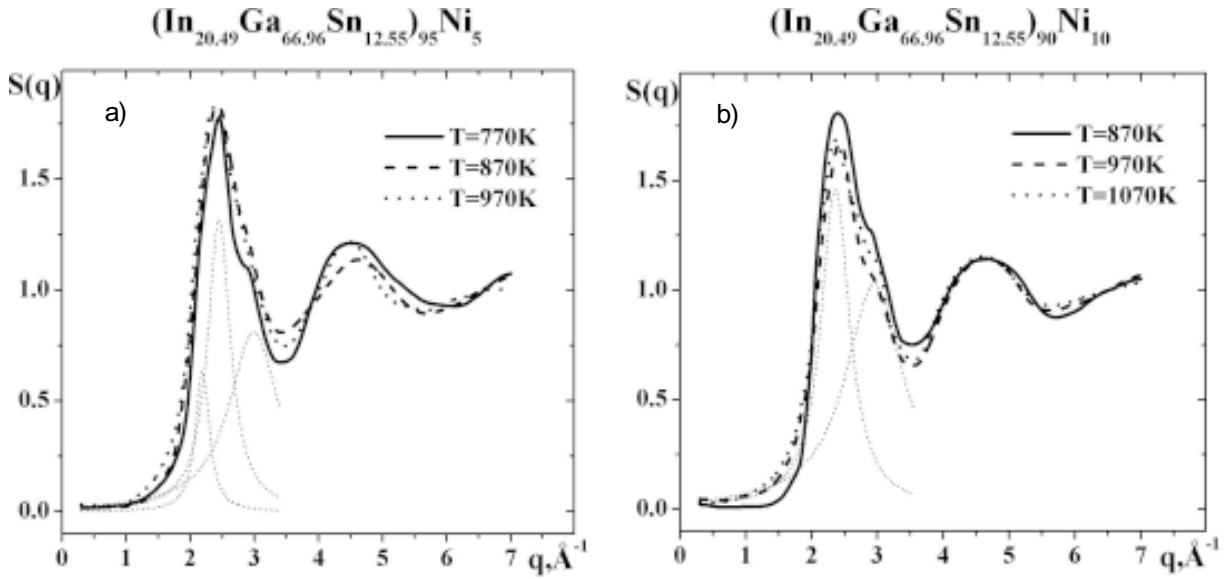 (In₂₀.₄₉Ga₆₆.₉₆Sn₁₂.₅₅)₉₅Ni₅
S(q)
a)
T=770K
T=870K
T=970K
1.5
1.0
0.5
0.0
0 1 2 3 4 5 6 7 q,Å⁻¹
(In₂₀.₄₉Ga₆₆.₉₆Sn₁₂.₅₅)₉₀Ni₁₀
S(q)
b)
T=870K
T=970K
T=1070K
1.5
1.0
0.5
0.0
0 1 2 3 4 5 6 7 q,Å⁻¹